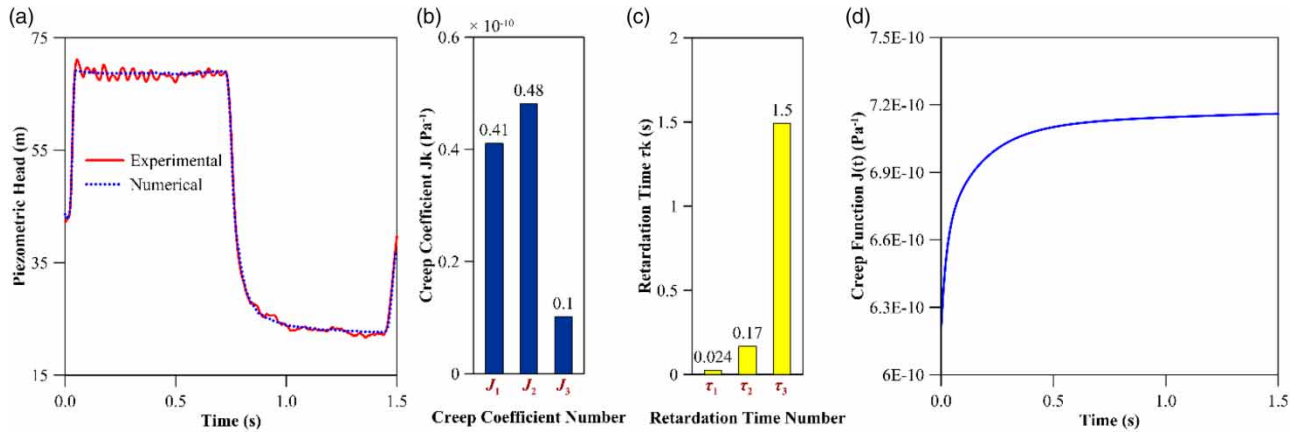 (a)
75
55
35
15
Piezometric Head (m)
Experimental
Numerical
0.0
0.5
1.0
1.5
Time (s)
(b)
× 10⁻¹⁰
0.6
0.4
0.2
0
Creep Coefficient Jk (Pa⁻¹)
0.41
0.48
0.1
J₁
J₂
J₃
Creep Coefficient Number
(c)
2
1.5
1
0.5
0
Retardation Time τk (s)
0.024
0.17
1.5
τ₁
τ₂
τ₃
Retardation Time Number
(d)
7.5E-10
7.2E-10
6.9E-10
6.6E-10
6.3E-10
6E-10
Creep Function J(t) (Pa⁻¹)
0.0
0.5
1.0
1.5
Time (s)